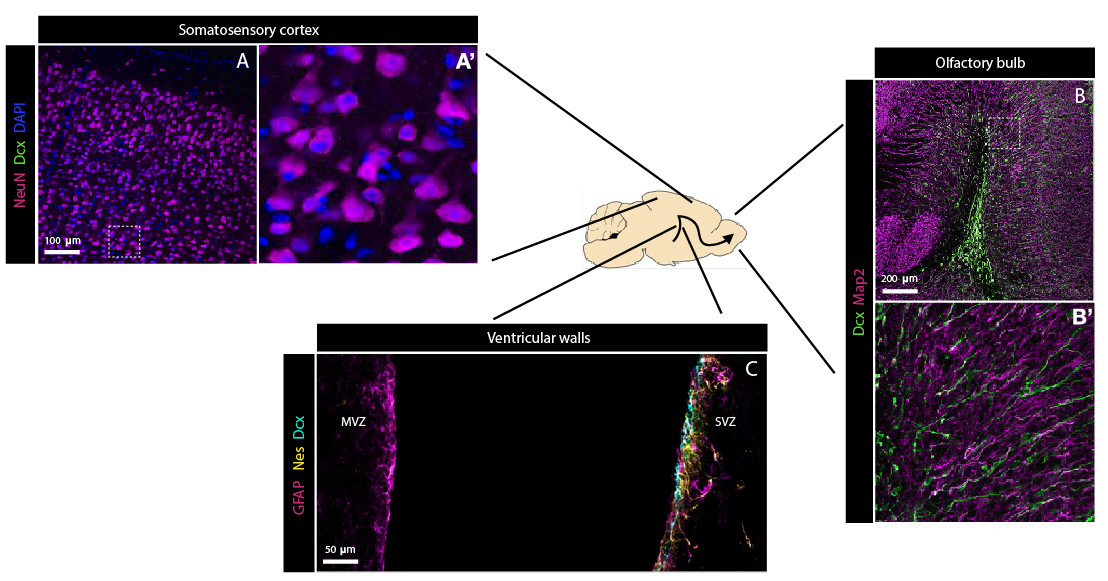 Somatosensory cortex
NeuN Dcx DAPI
A
A'
100 µm
Olfactory bulb
Dcx Map2
B
200 µm
B'
Ventricular walls
GFAP Nes Dcx
C
MVZ
SVZ
50 µm